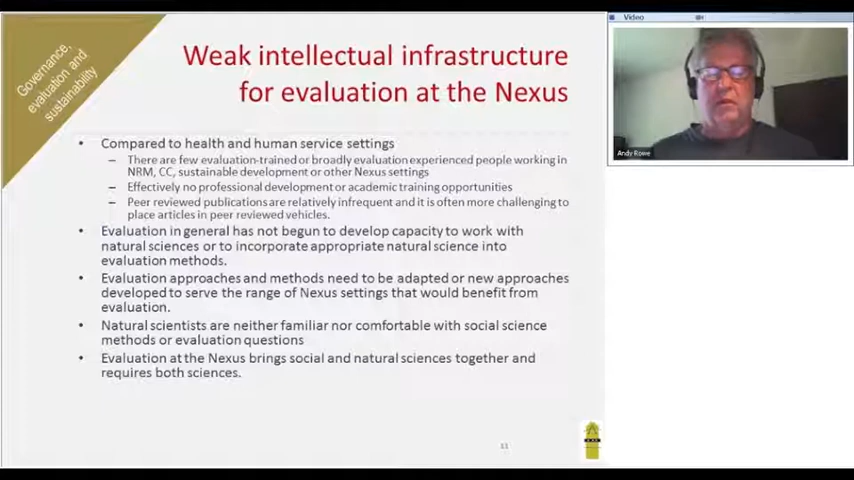 Governance,
evaluation and
sustainability
Weak intellectual infrastructure
for evaluation at the Nexus
• Compared to health and human service settings
– There are few evaluation-trained or broadly evaluation experienced people working in
NRM, CC, sustainable development or other Nexus settings
– Effectively no professional development or academic training opportunities
– Peer reviewed publications are relatively infrequent and it is often more challenging to
place articles in peer reviewed vehicles.
• Evaluation in general has not begun to develop capacity to work with
natural sciences or to incorporate appropriate natural science into
evaluation methods.
• Evaluation approaches and methods need to be adapted or new approaches
developed to serve the range of Nexus settings that would benefit from
evaluation.
• Natural scientists are neither familiar nor comfortable with social science
methods or evaluation questions
• Evaluation at the Nexus brings social and natural sciences together and
requires both sciences.
Video
Andy Rowe